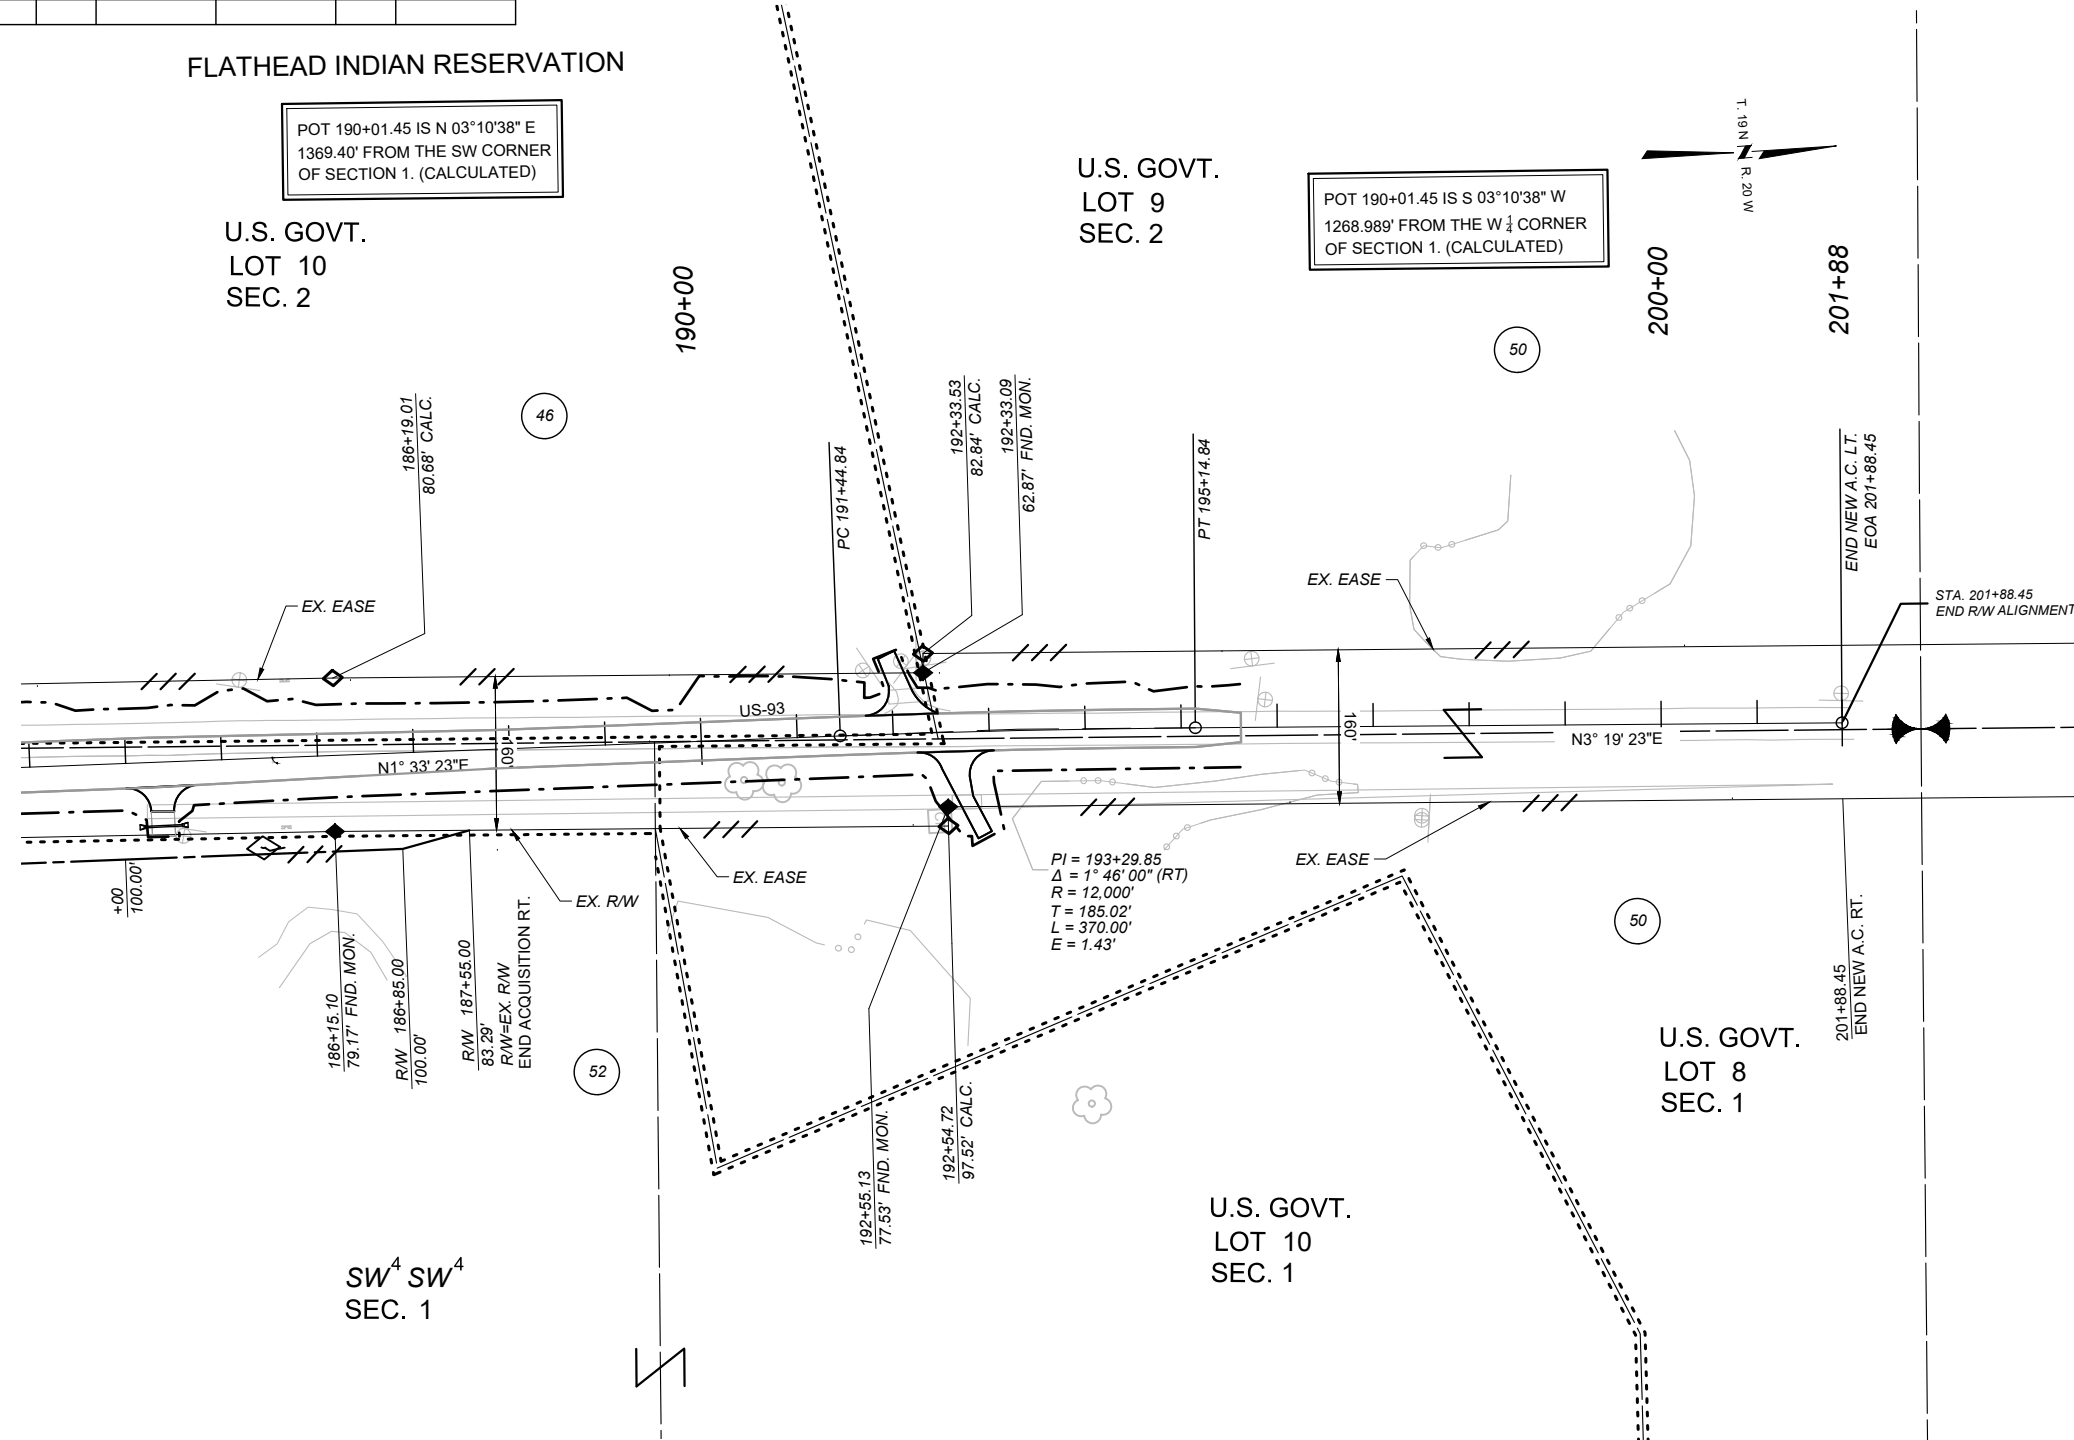 FLATHEAD INDIAN RESERVATION
POT 190+01.45 IS N 03°10'38" E
1369.40' FROM THE SW CORNER
OF SECTION 1. (CALCULATED)
U.S. GOVT.
LOT 10
SEC. 2
U.S. GOVT.
LOT 9
SEC. 2
POT 190+01.45 IS S 03°10'38" W
1268.989' FROM THE W 1/4 CORNER
OF SECTION 1. (CALCULATED)
T. 19 N
R. 20 W
190+00
200+00
201+88
46
50
186+19.01
80.68' CALC.
PC 191+44.84
192+33.53
82.84' CALC.
192+33.09
62.87' FND. MON.
PT 195+14.84
END NEW A.C. LT.
EOA 201+88.45
EX. EASE
EX. EASE
STA. 201+88.45
END R/W ALIGNMENT
US-93
N1° 33' 23"E
160'
160'
N3° 19' 23"E
+00
100.00'
EX. R/W
EX. EASE
EX. EASE
PI = 193+29.85
Δ = 1° 46' 00" (RT)
R = 12,000'
T = 185.02'
L = 370.00'
E = 1.43'
186+15.10
79.17' FND. MON.
R/W 186+85.00
100.00'
R/W 187+55.00
83.29'
R/W=EX. R/W
END ACQUISITION RT.
52
50
192+55.13
77.53' FND. MON.
192+54.72
97.52' CALC.
201+88.45
END NEW A.C. RT.
U.S. GOVT.
LOT 8
SEC. 1
U.S. GOVT.
LOT 10
SEC. 1
SW⁴ SW⁴
SEC. 1